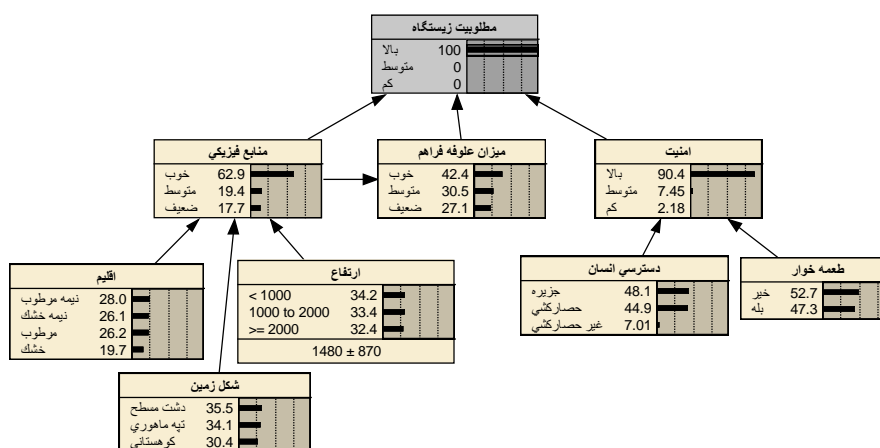 مطلوبيت زيستگاه
بالا 100
متوسط 0
كم 0
منابع فيزيكي
خوب 62.9
متوسط 19.4
ضعيف 17.7
ميزان علوفه فراهم
خوب 42.4
متوسط 30.5
ضعيف 27.1
امنيت
بالا 90.4
متوسط 7.45
كم 2.18
اقليم
نيمه مرطوب 28.0
نيمه خشك 26.1
مرطوب 26.2
خشك 19.7
ارتفاع
< 1000 34.2
1000 to 2000 33.4
>= 2000 32.4
1480 ± 870
دسترسي انسان
جزيره 48.1
حصاركشي 44.9
غير حصاركشي 7.01
طعمه خوار
خير 52.7
بله 47.3
شكل زمين
دشت مسطح 35.5
تپه ماهوري 34.1
كوهستاني 30.4